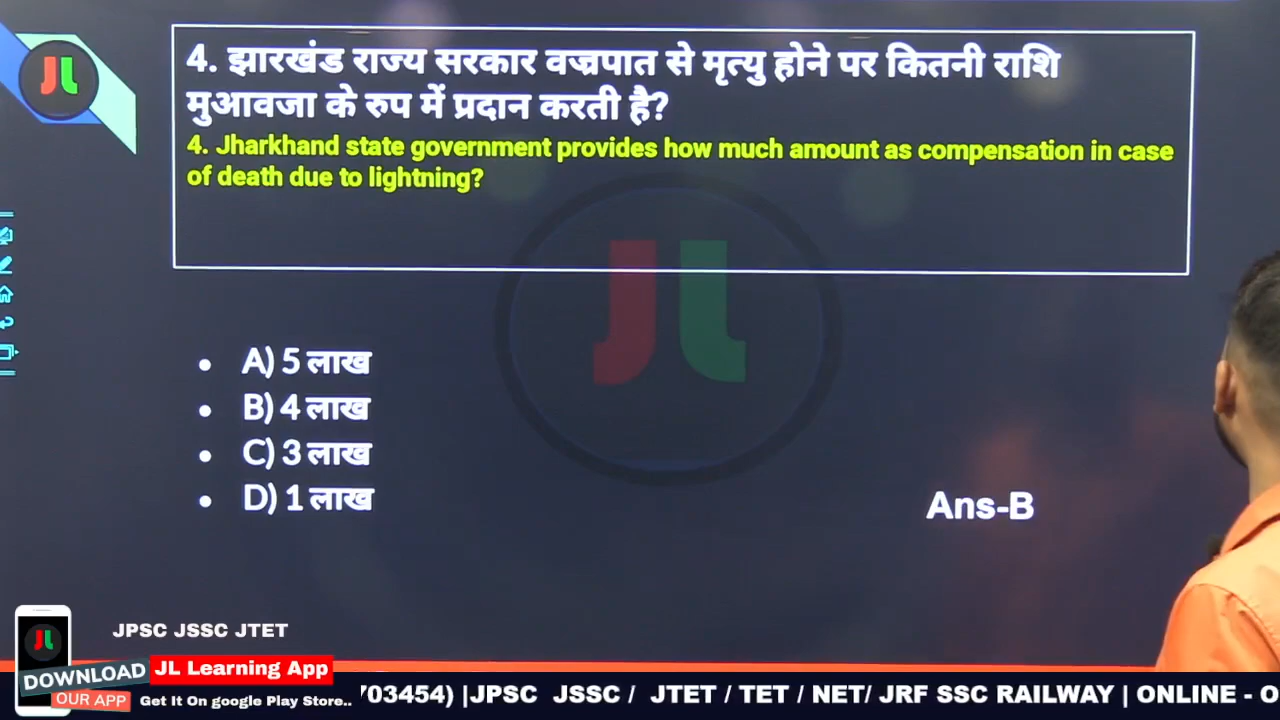 JL
4. झारखंड राज्य सरकार वज्रपात से मृत्यु होने पर कितनी राशि
मुआवजा के रुप में प्रदान करती है?
4. Jharkhand state government provides how much amount as compensation in case
of death due to lightning?
JL
• A) 5 लाख
• B) 4 लाख
• C) 3 लाख
• D) 1 लाख
Ans-B
JPSC JSSC JTET
JL
DOWNLOAD
OUR APP
JL Learning App
Get It On google Play Store..
703454) |JPSC JSSC / JTET / TET / NET/ JRF SSC RAILWAY | ONLINE - O